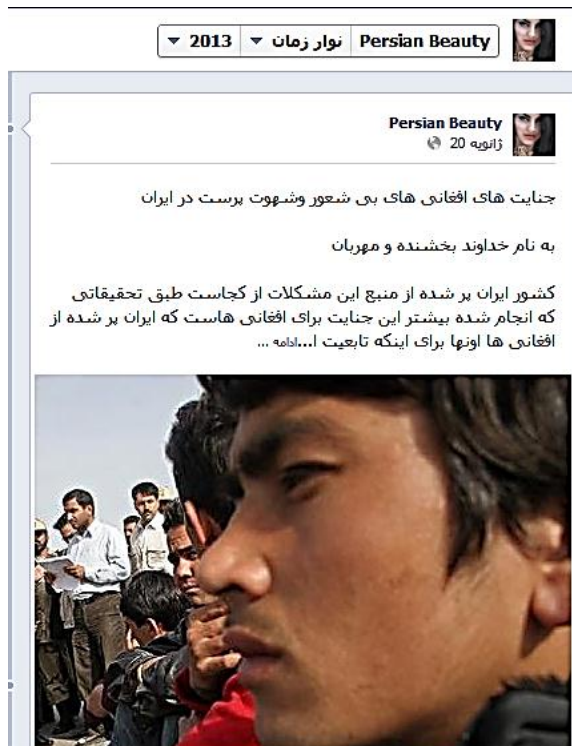 Persian Beauty نوار زمان 2013
Persian Beauty
ژانویه 20
جنایت های افغانی های بی شعور وشهوت پرست در ایران
به نام خداوند بخشنده و مهربان
کشور ایران پر شده از منبع این مشکلات از کجاست طبق تحقیقاتی
که انجام شده بیشتر این جنایت برای افغانی هاست که ایران پر شده از
افغانی ها اونها برای اینکه تابعیت ا...ادامه ...